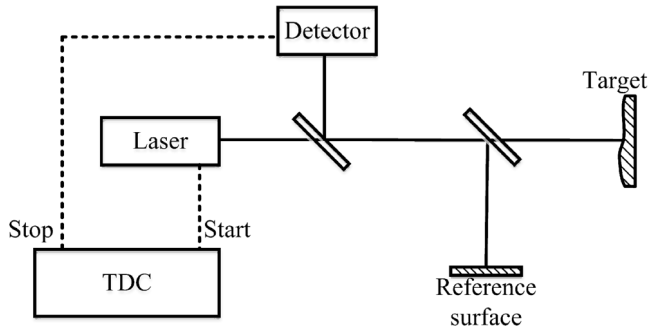 Detector
Target
Laser
Stop
Start
TDC
Reference
surface